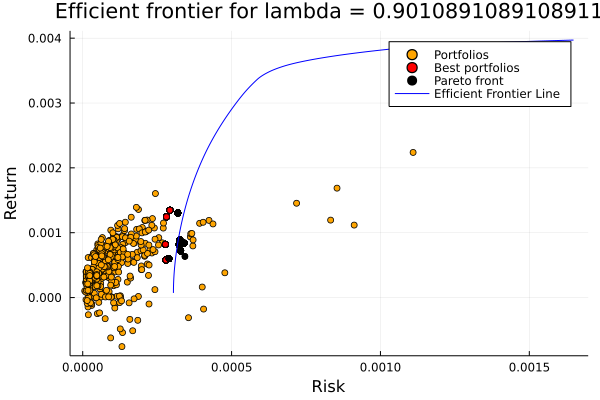 Efficient frontier for lambda = 0.9010891089108911
0.004
0.003
0.002
0.001
0.000
Return
Portfolios
Best portfolios
Pareto front
Efficient Frontier Line
0.0000
0.0005
0.0010
0.0015
Risk